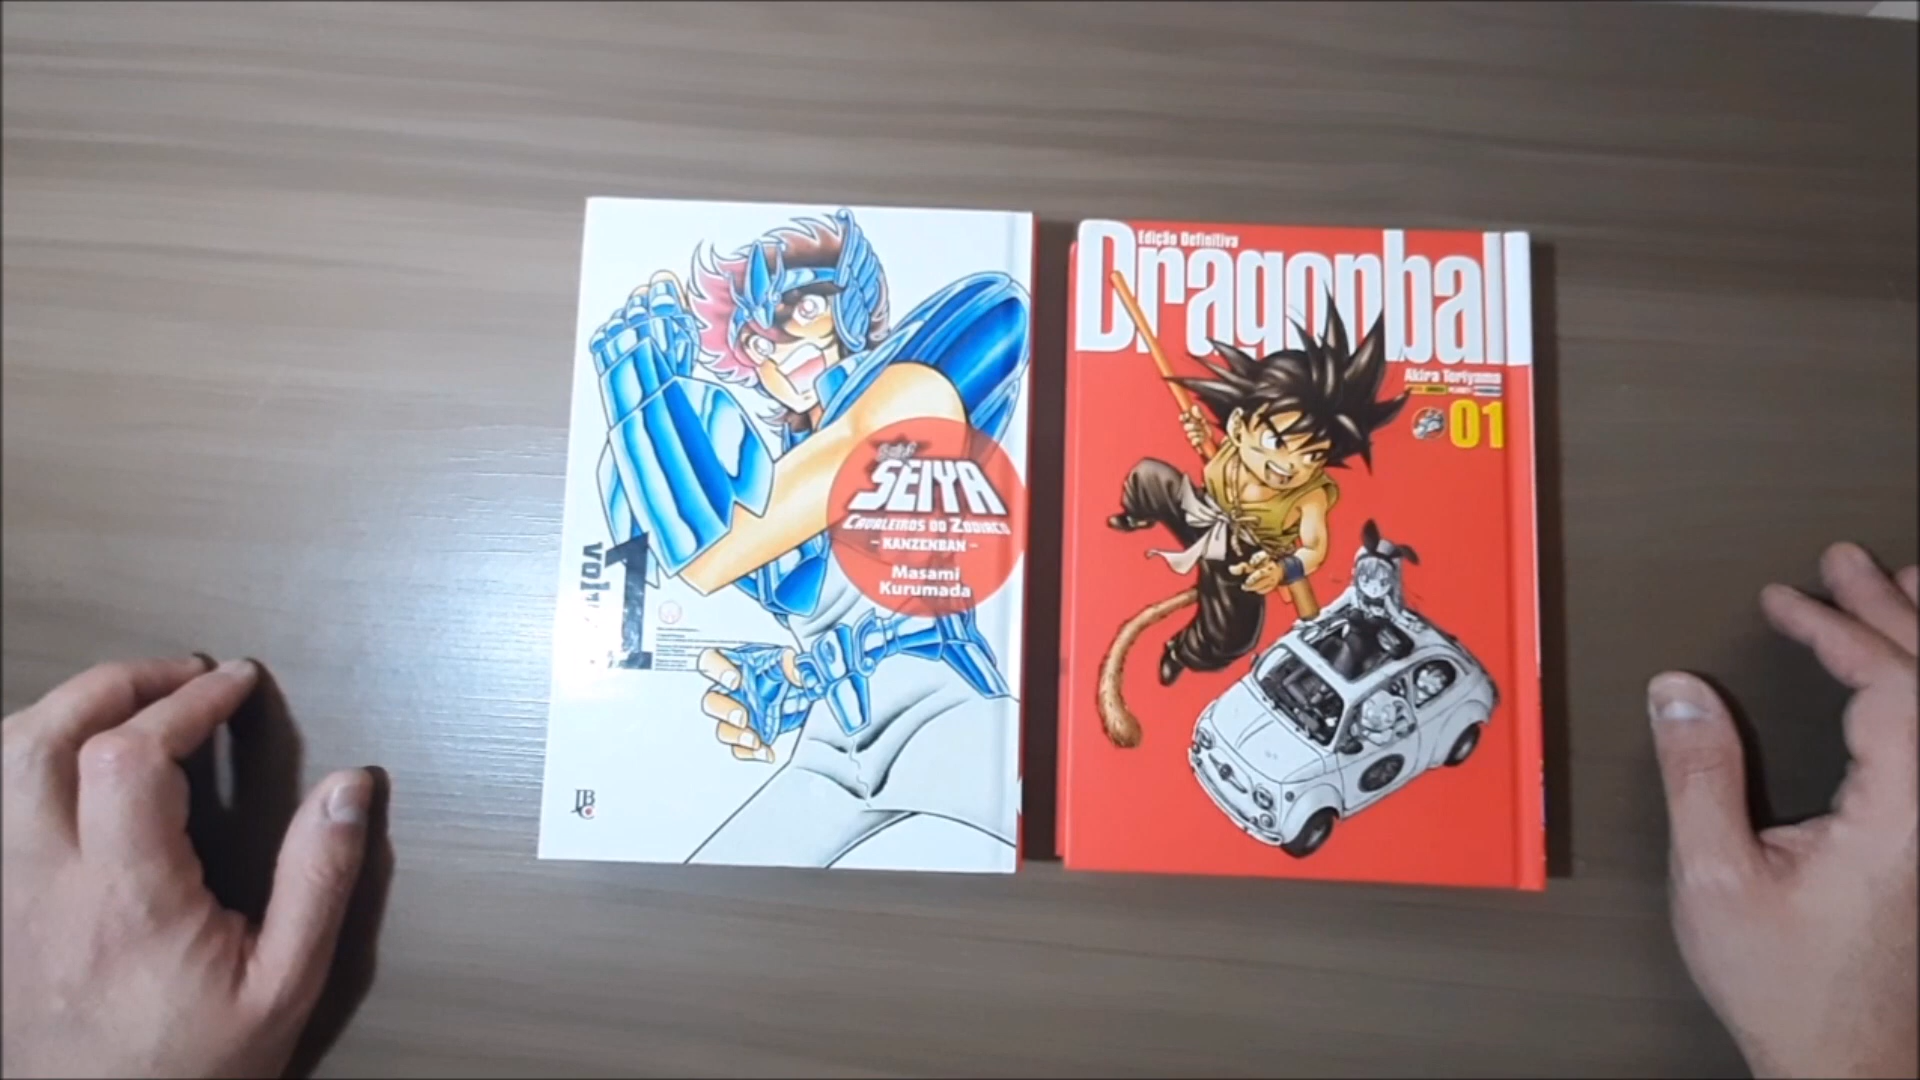 SEIYA
CAVALEIROS DO ZODÍACO
- KANZENBAN -
Masami
Kurumada
vol.
1
JBC
Edição Definitiva
Dragonball
Akira Toriyama
01